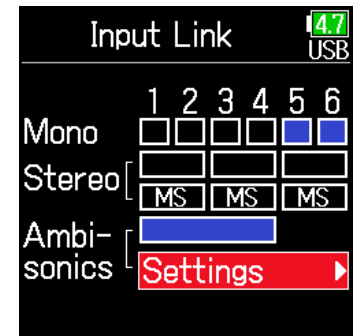 Input Link
4.7
USB
1 2 3 4 5 6
Mono
Stereo
MS MS MS
Ambi-
sonics
Settings